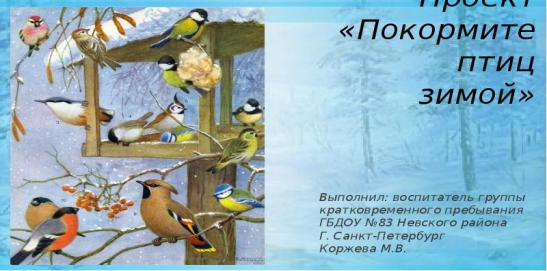 Проект
«Покормите
птиц
зимой»
Выполнил: воспитатель группы
кратковременного пребывания
ГБДОУ №83 Невского района
Г. Санкт-Петербург
Коржева М.В.